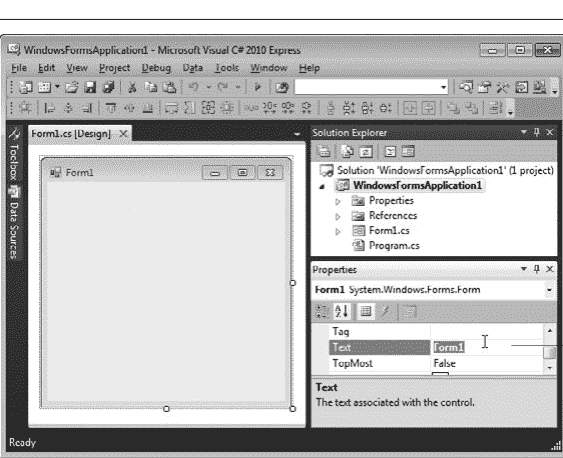 WindowsFormsApplication1 - Microsoft Visual C# 2010 Express
File Edit View Project Debug Data Tools Window Help
Form1.cs [Design]
Toolbox
Data Sources
Form1
Solution Explorer
Solution 'WindowsFormsApplication1' (1 project)
WindowsFormsApplication1
Properties
References
Form1.cs
Program.cs
Properties
Form1 System.Windows.Forms.Form
Tag
Text Form1
TopMost False
Text
The text associated with the control.
Ready